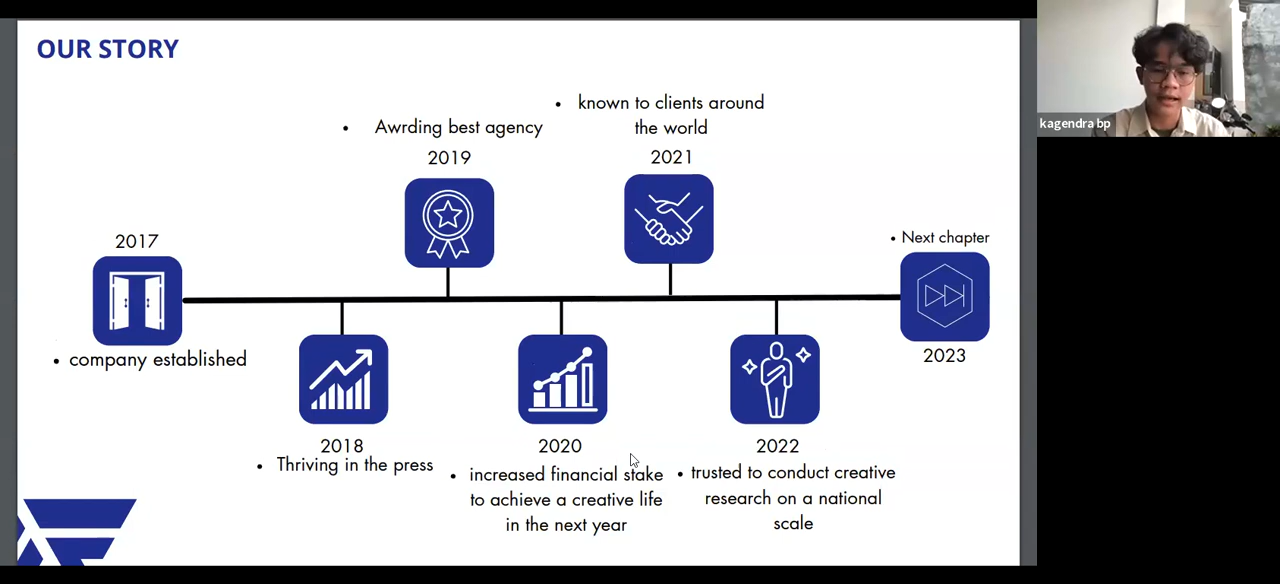 OUR STORY
2017
• company established
2018
• Thriving in the press
• Awrding best agency
2019
2020
• increased financial stake
to achieve a creative life
in the next year
• known to clients around
the world
2021
2022
• trusted to conduct creative
research on a national
scale
• Next chapter
2023
kagendra bp